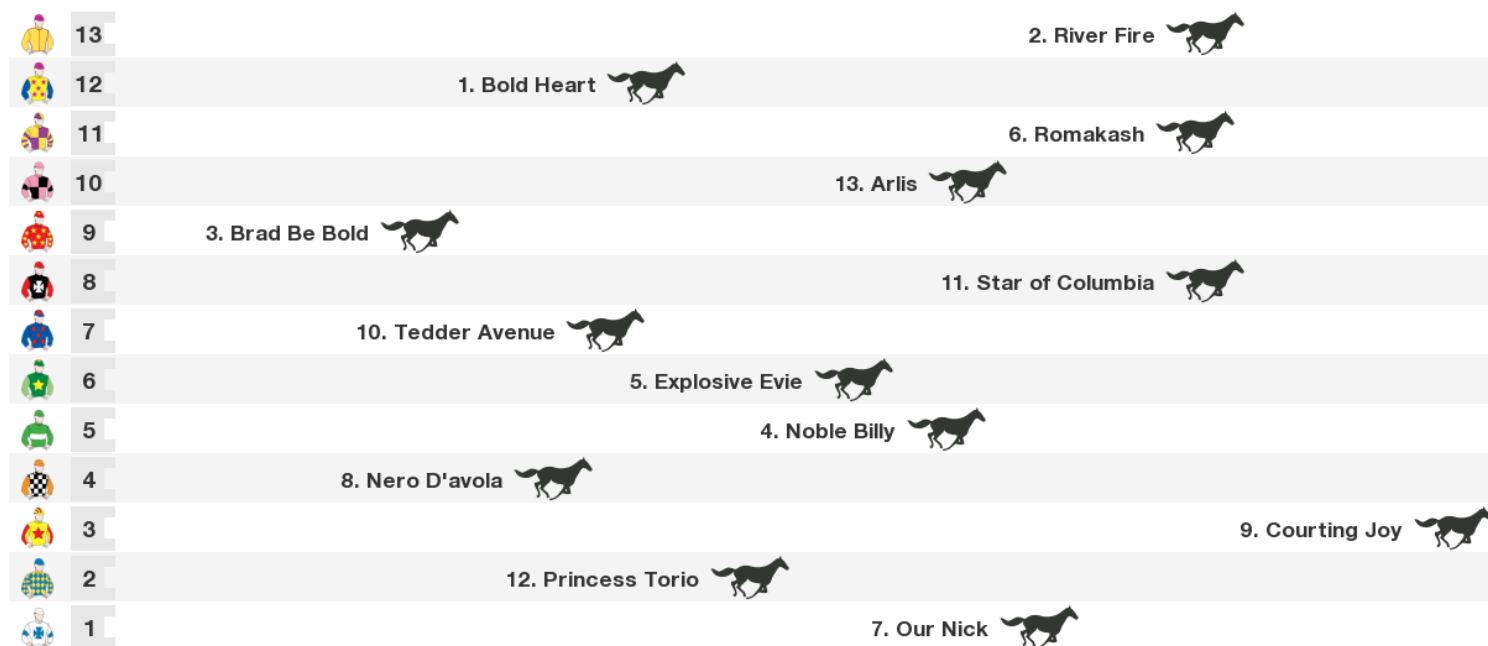 13 2. River Fire
12 1. Bold Heart
11 6. Romakash
10 13. Arlis
9 3. Brad Be Bold
8 11. Star of Columbia
7 10. Tedder Avenue
6 5. Explosive Evie
5 4. Noble Billy
4 8. Nero D'avola
3 9. Courting Joy
2 12. Princess Torio
1 7. Our Nick